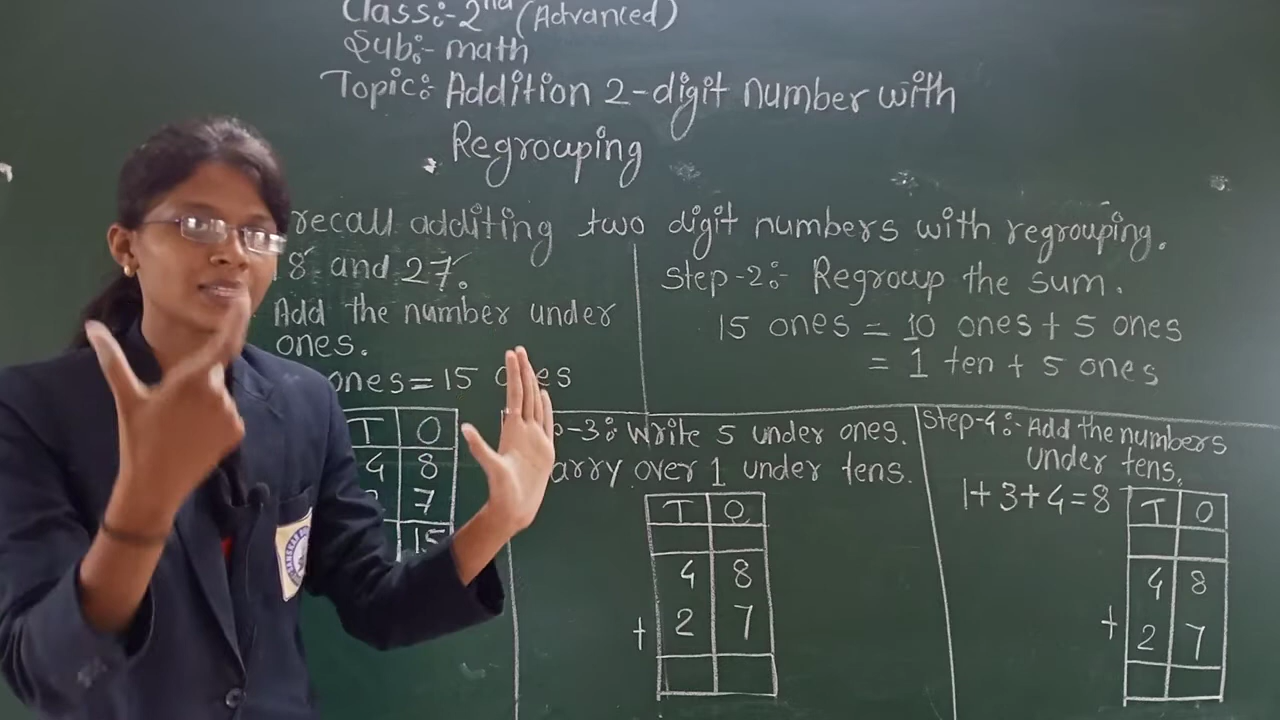 Class:-2nd (Advanced)
Sub:- math
Topic:- Addition 2-digit number with
Regrouping
recall additing two digit numbers with regrouping.
8 and 27.
Add the number under
ones.
ones = 15 ones
T O
4 8
7
15
Step-2:- Regroup the sum.
15 ones = 10 ones + 5 ones
= 1 ten + 5 ones
p-3:- Write 5 under ones.
arry over 1 under tens.
T O
4 8
+ 2 7
Step-4:- Add the numbers
under tens.
1+3+4=8
T O
4 8
+ 2 7